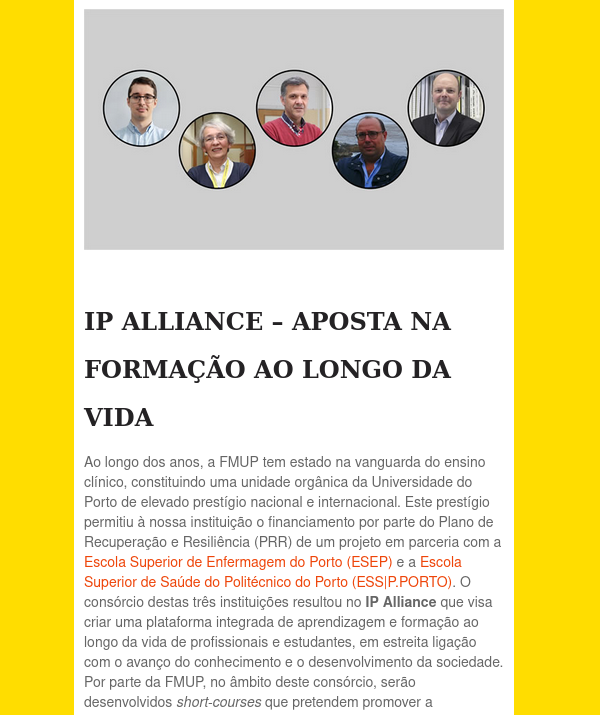 IP ALLIANCE – APOSTA NA
FORMAÇÃO AO LONGO DA
VIDA
Ao longo dos anos, a FMUP tem estado na vanguarda do ensino
clínico, constituindo uma unidade orgânica da Universidade do
Porto de elevado prestígio nacional e internacional. Este prestígio
permitiu à nossa instituição o financiamento por parte do Plano de
Recuperação e Resiliência (PRR) de um projeto em parceria com a
Escola Superior de Enfermagem do Porto (ESEP) e a Escola
Superior de Saúde do Politécnico do Porto (ESS|P.PORTO). O
consórcio destas três instituições resultou no IP Alliance que visa
criar uma plataforma integrada de aprendizagem e formação ao
longo da vida de profissionais e estudantes, em estreita ligação
com o avanço do conhecimento e o desenvolvimento da sociedade.
Por parte da FMUP, no âmbito deste consórcio, serão
desenvolvidos short-courses que pretendem promover a